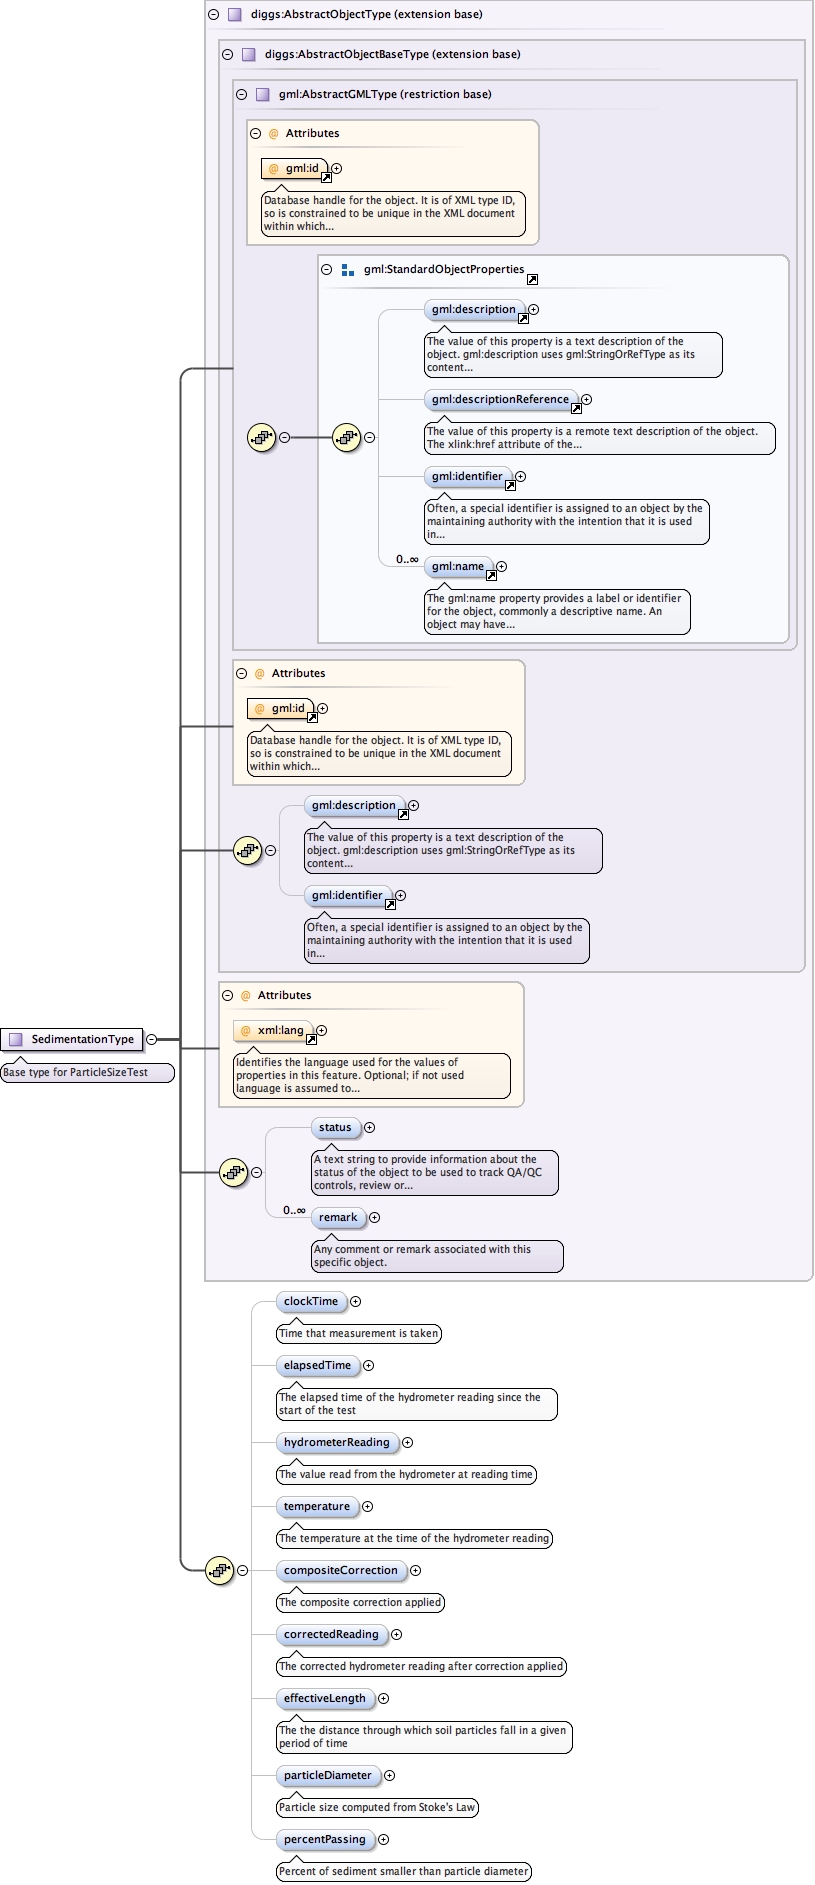 diggs:AbstractObjectType (extension base)
diggs:AbstractObjectBaseType (extension base)
gml:AbstractGMLType (restriction base)
@ Attributes
@ gml:id
Database handle for the object. It is of XML type ID,
so is constrained to be unique in the XML document
within which...
gml:StandardObjectProperties
gml:description
The value of this property is a text description of the
object. gml:description uses gml:StringOrRefType as its
content...
gml:descriptionReference
The value of this property is a remote text description of the object.
The xlink:href attribute of the...
gml:identifier
Often, a special identifier is assigned to an object by the
maintaining authority with the intention that it is used
in...
0..∞
gml:name
The gml:name property provides a label or identifier
for the object, commonly a descriptive name. An
object may have...
@ Attributes
@ gml:id
Database handle for the object. It is of XML type ID,
so is constrained to be unique in the XML document
within which...
gml:description
The value of this property is a text description of the
object. gml:description uses gml:StringOrRefType as its
content...
gml:identifier
Often, a special identifier is assigned to an object by the
maintaining authority with the intention that it is used
in...
@ Attributes
@ xml:lang
Identifies the language used for the values of
properties in this feature. Optional; if not used
language is assumed to...
SedimentationType
Base type for ParticleSizeTest
status
A text string to provide information about the
status of the object to be used to track QA/QC
controls, review or...
0..∞
remark
Any comment or remark associated with this
specific object.
clockTime
Time that measurement is taken
elapsedTime
The elapsed time of the hydrometer reading since the
start of the test
hydrometerReading
The value read from the hydrometer at reading time
temperature
The temperature at the time of the hydrometer reading
compositeCorrection
The composite correction applied
correctedReading
The corrected hydrometer reading after correction applied
effectiveLength
The the distance through which soil particles fall in a given
period of time
particleDiameter
Particle size computed from Stoke's Law
percentPassing
Percent of sediment smaller than particle diameter